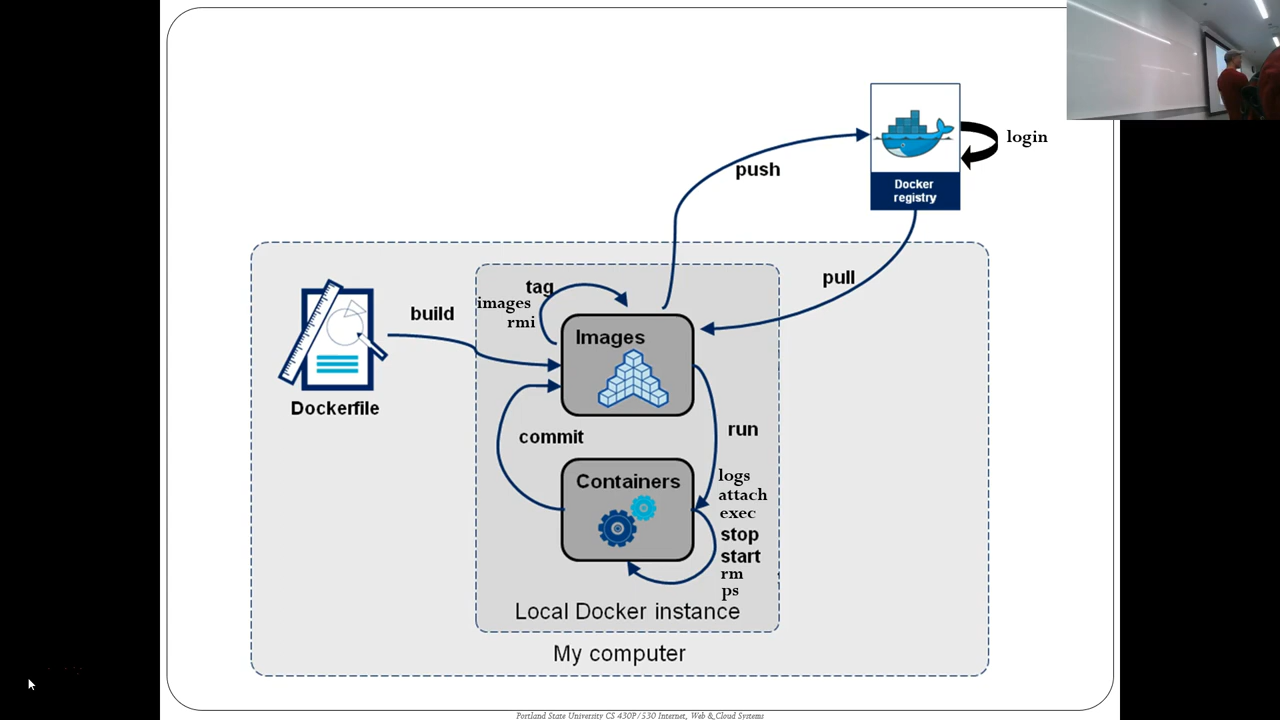 login
push
Docker
registry
pull
tag
images
rmi
build
Images
Dockerfile
commit
run
Containers
logs
attach
exec
stop
start
rm
ps
Local Docker instance
My computer
Portland State University CS 430P/530 Internet, Web & Cloud Systems